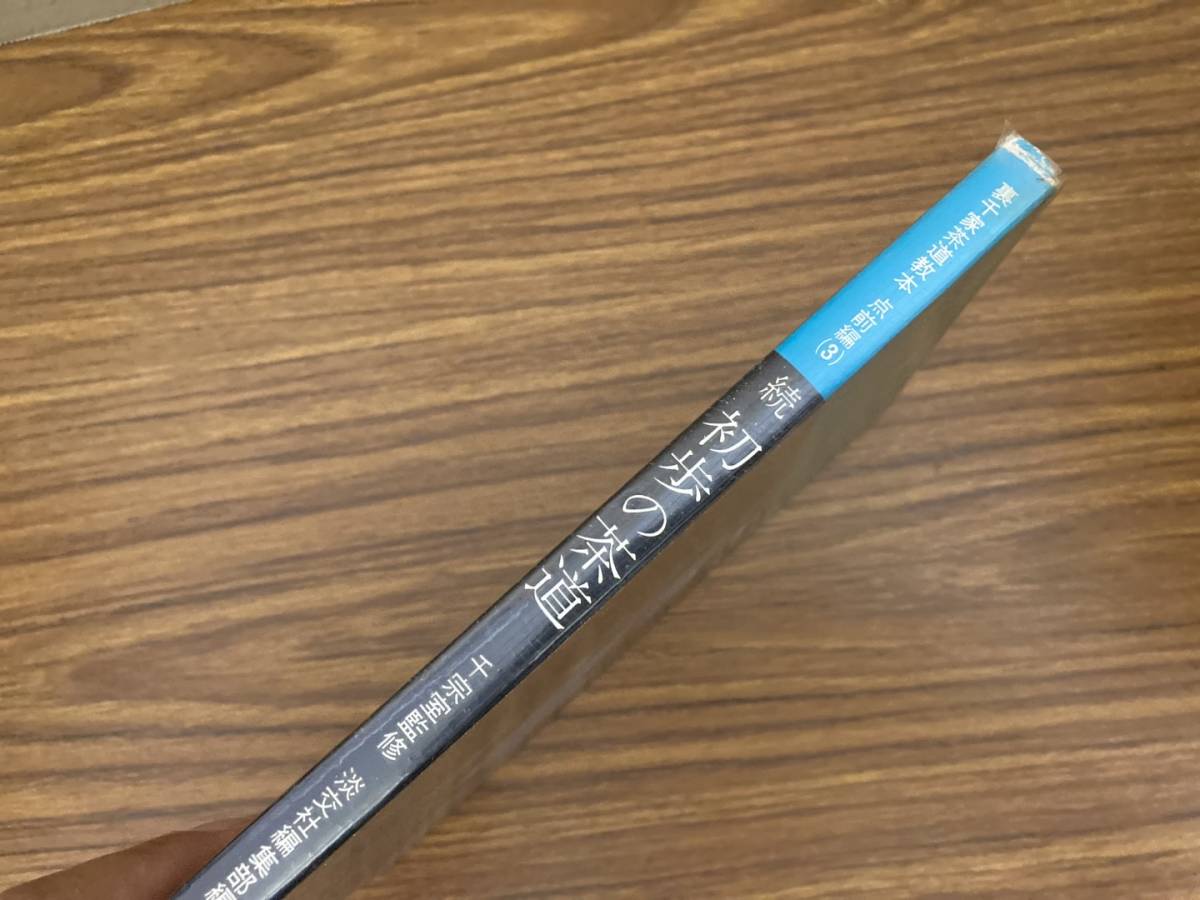 裏千家茶道教本 点前編(3)
続 初歩の茶道
千宗室監修 淡交社編集部編